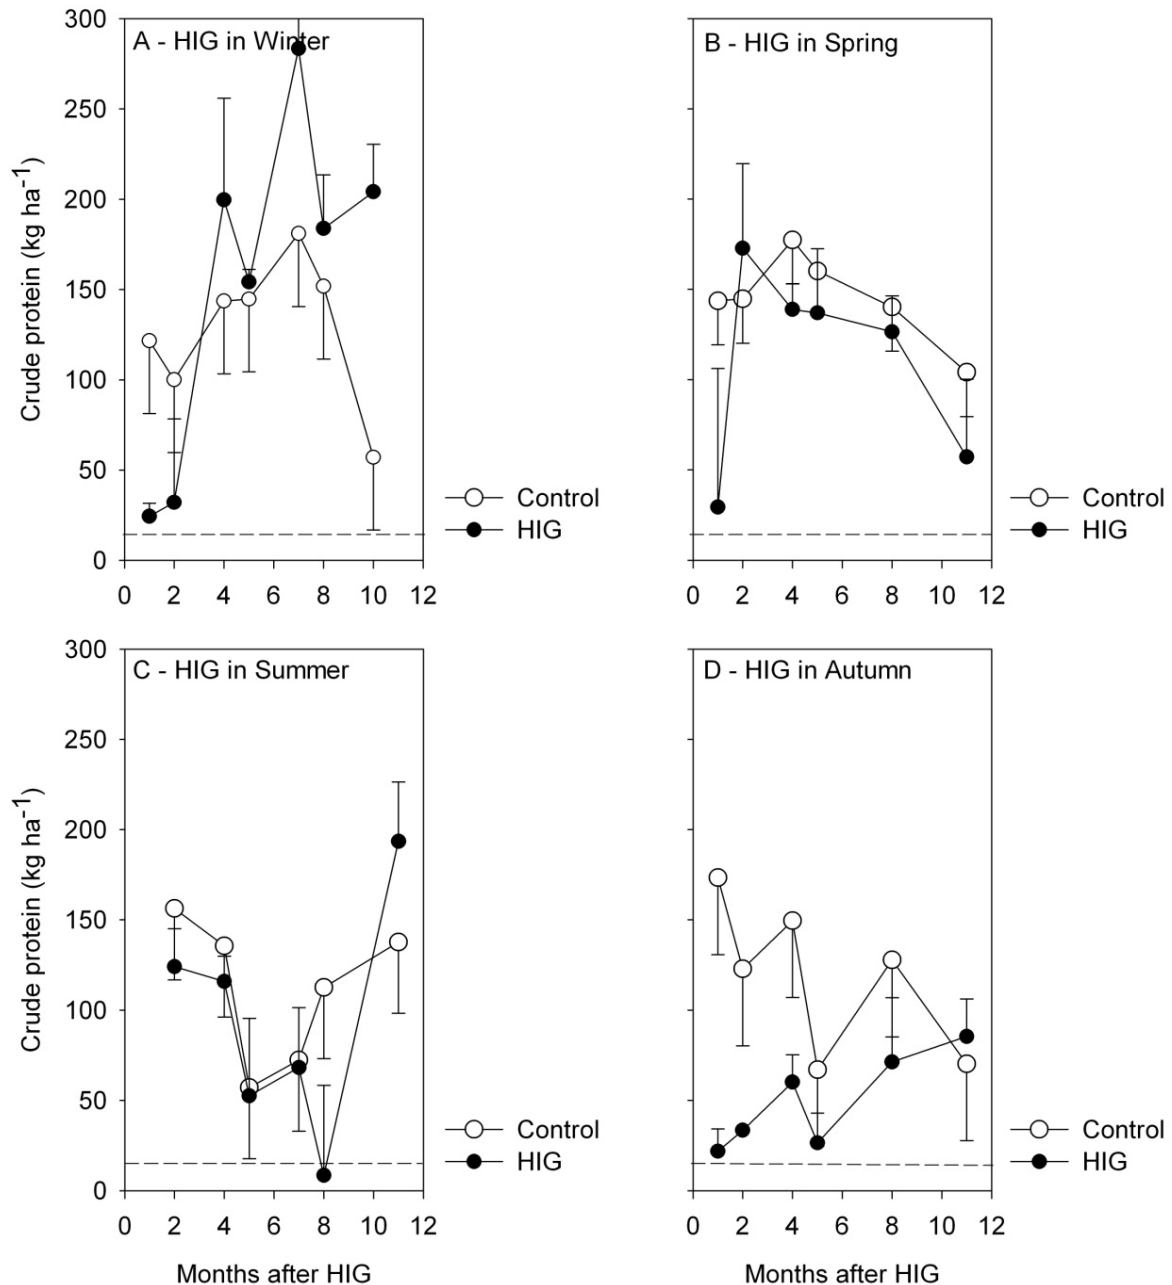 A - HIG in Winter
Crude protein (kg ha-1)
300
250
200
150
100
50
0
0 2 4 6 8 10 12
Control
HIG
B - HIG in Spring
0 2 4 6 8 10 12
Control
HIG
C - HIG in Summer
Crude protein (kg ha-1)
300
250
200
150
100
50
0
0 2 4 6 8 10 12
Months after HIG
Control
HIG
D - HIG in Autumn
0 2 4 6 8 10 12
Months after HIG
Control
HIG